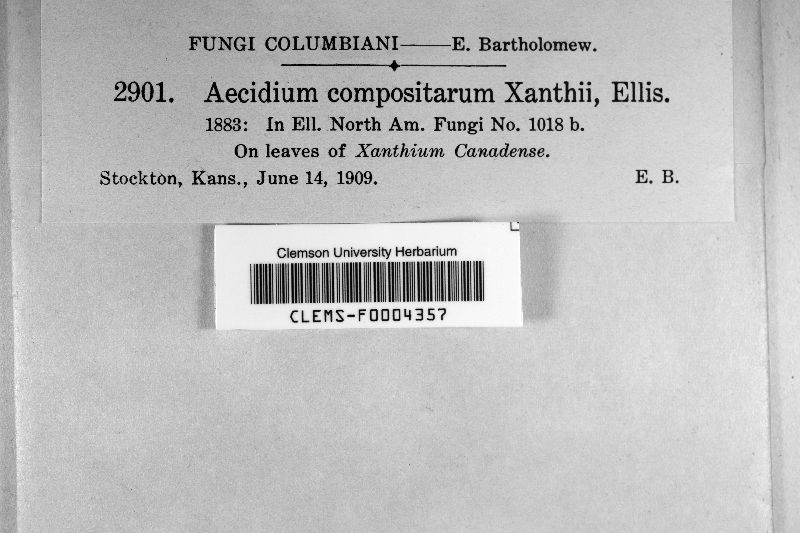 FUNGI COLUMBIANI——E. Bartholomew.
2901. Aecidium compositarum Xanthii, Ellis.
1883: In Ell. North Am. Fungi No. 1018 b.
On leaves of Xanthium Canadense.
Stockton, Kans., June 14, 1909. E. B.
Clemson University Herbarium
CLEMS-F0004357